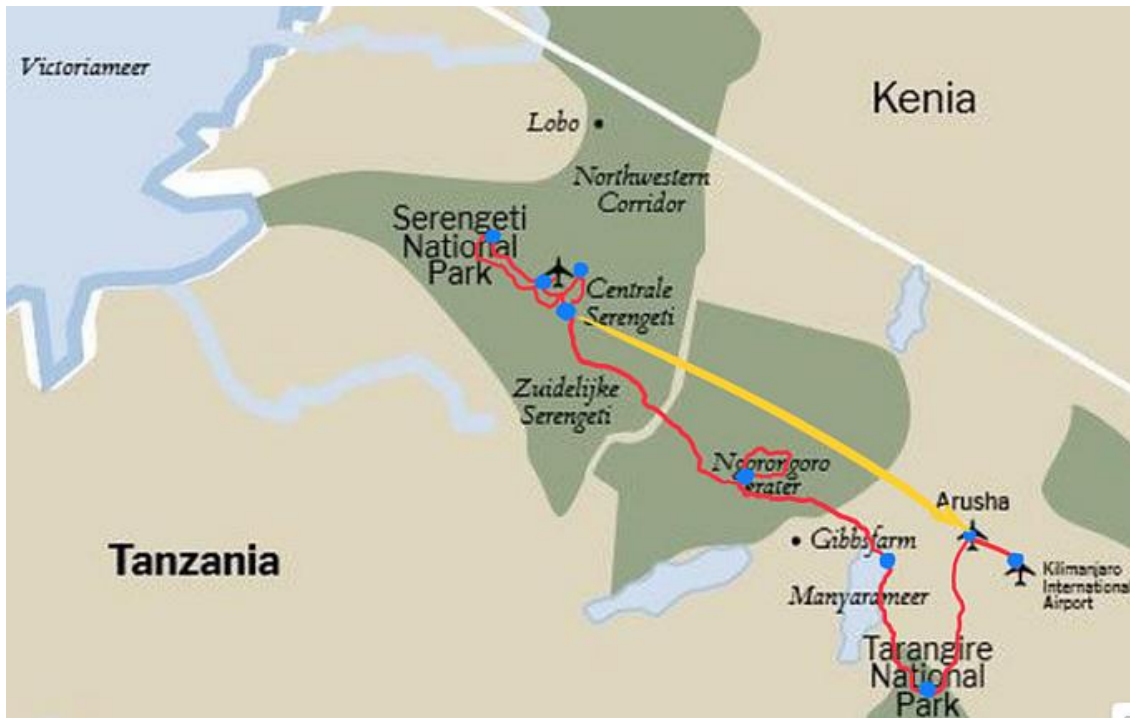 Victoriameer
Kenia
Lobo
Northwestern
Corridor
Serengeti
National
Park
Centrale
Serengeti
Zuidelijke
Serengeti
Ngorongoro
krater
Arusha
Gibbsfarm
Tanzania
Kilimanjaro
International
Airport
Manyarameer
Tarangire
National
Park